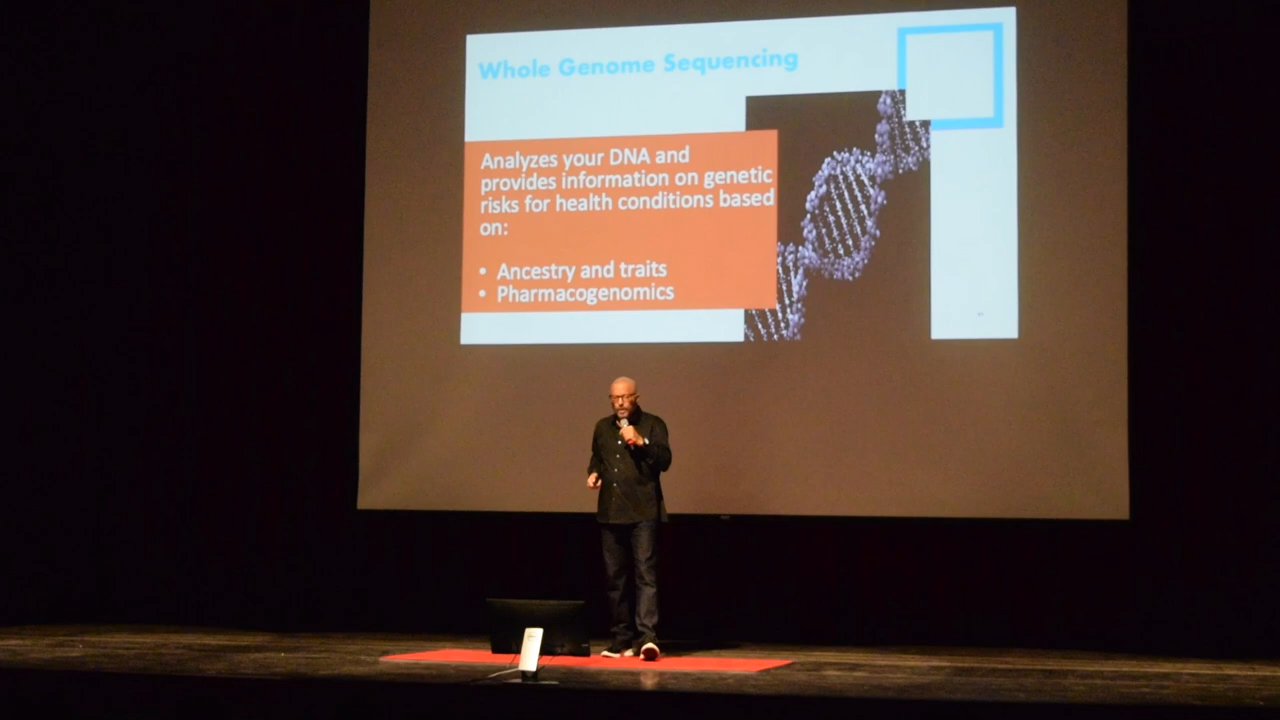 Whole Genome Sequencing
Analyzes your DNA and
provides information on genetic
risks for health conditions based
on:
• Ancestry and traits
• Pharmacogenomics